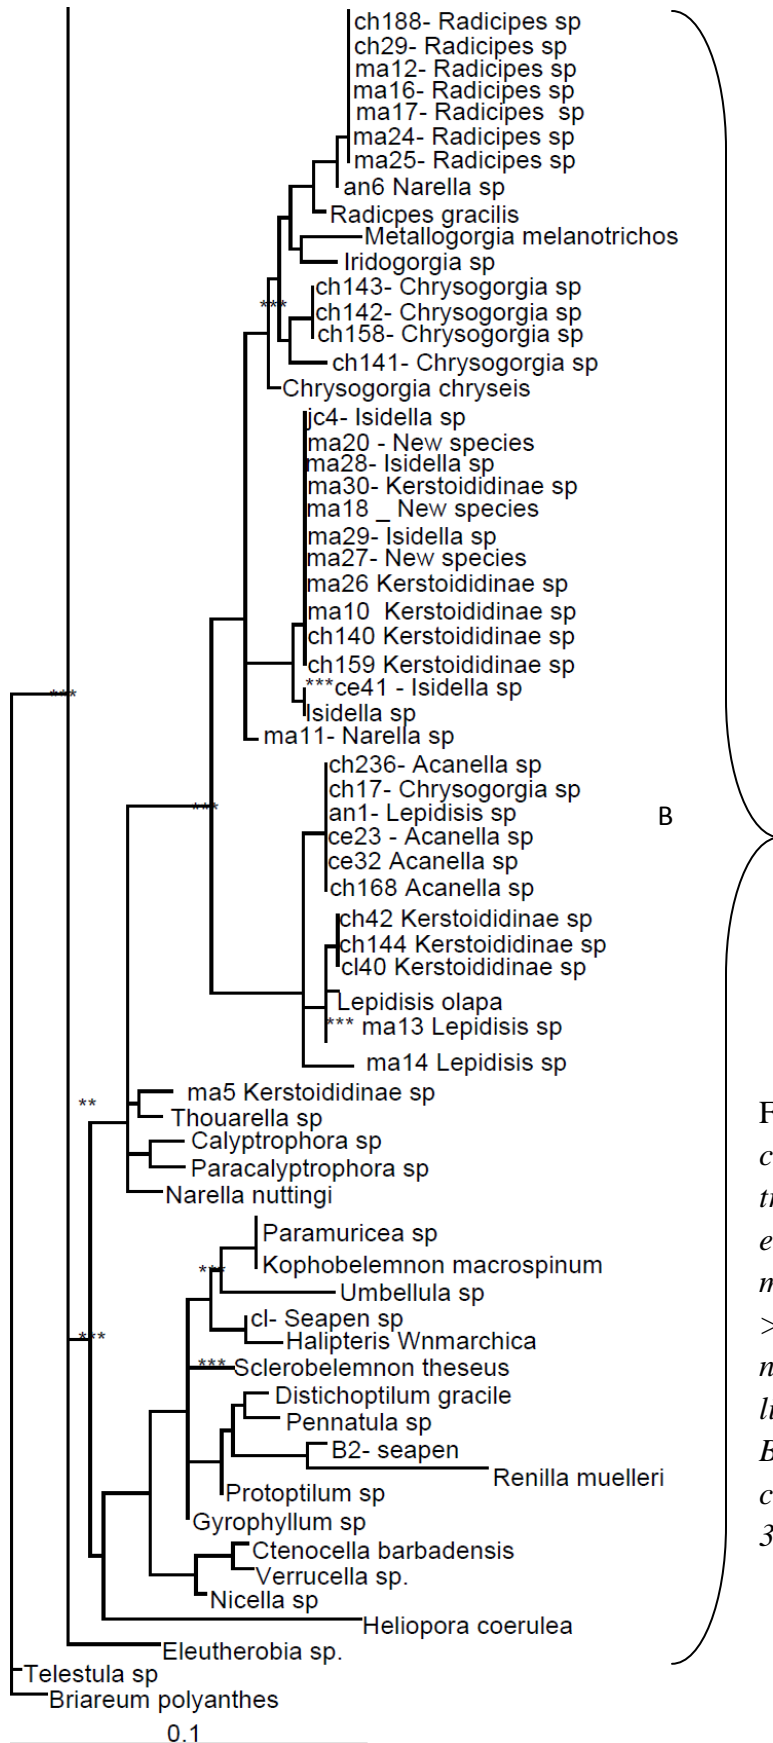 ch188- Radicipes sp
ch29- Radicipes sp
ma12- Radicipes sp
ma16- Radicipes sp
ma17- Radicipes sp
ma24- Radicipes sp
ma25- Radicipes sp
an6 Narella sp
Radicpes gracilis
Metallogorgia melanotrichos
Iridogorgia sp
ch143- Chrysogorgia sp
***
ch142- Chrysogorgia sp
ch158- Chrysogorgia sp
ch141- Chrysogorgia sp
Chrysogorgia chryseis
jc4- Isidella sp
ma20 - New species
ma28- Isidella sp
ma30- Kerstoididinae sp
ma18 _ New species
ma29- Isidella sp
ma27- New species
ma26 Kerstoididinae sp
ma10 Kerstoididinae sp
ch140 Kerstoididinae sp
ch159 Kerstoididinae sp
***ce41 - Isidella sp
***
Isidella sp
ma11- Narella sp
ch236- Acanella sp
ch17- Chrysogorgia sp
***
an1- Lepidisis sp
B
ce23 - Acanella sp
ce32 Acanella sp
ch168 Acanella sp
ch42 Kerstoididinae sp
ch144 Kerstoididinae sp
cl40 Kerstoididinae sp
Lepidisis olapa
*** ma13 Lepidisis sp
ma14 Lepidisis sp
ma5 Kerstoididinae sp
**
Thouarella sp
Calyptrophora sp
Paracalyptrophora sp
Narella nuttingi
Paramuricea sp
Kophobelemnon macrospinum
***
Umbellula sp
cl- Seapen sp
***
Halipteris Wnmarchica
***Sclerobelemnon theseus
Distichoptilum gracile
Pennatula sp
B2- seapen
Renilla muelleri
Protoptilum sp
Gyrophyllum sp
Ctenocella barbadensis
Verrucella sp.
Nicella sp
Heliopora coerulea
Eleutherobia sp.
Telestula sp
Briareum polyanthes
0.1